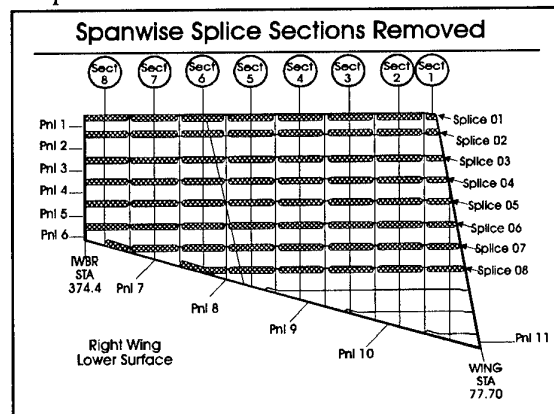 Spanwise Splice Sections Removed
Sect 8
Sect 7
Sect 6
Sect 5
Sect 4
Sect 3
Sect 2
Sect 1
Pnl 1
Pnl 2
Pnl 3
Pnl 4
Pnl 5
Pnl 6
Splice 01
Splice 02
Splice 03
Splice 04
Splice 05
Splice 06
Splice 07
Splice 08
IWBR
STA
374.4
Pnl 7
Pnl 8
Pnl 9
Pnl 10
Pnl 11
Right Wing
Lower Surface
WING
STA
77.70